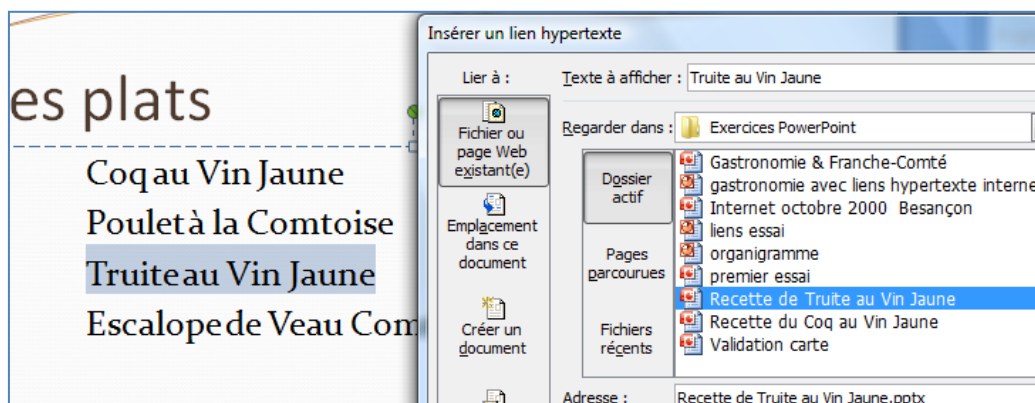 es plats
Coq au Vin Jaune
Poulet à la Comtoise
Truite au Vin Jaune
Escalope de Veau Com
Insérer un lien hypertexte
Lier à :
Texte à afficher : Truite au Vin Jaune
Fichier ou
page Web
existant(e)
Emplacement
dans ce
document
Créer un
document
Regarder dans : Exercices PowerPoint
Dossier
actif
Pages
parcourues
Fichiers
récents
Gastronomie & Franche-Comté
gastronomie avec liens hypertexte interne
Internet octobre 2000 Besançon
liens essai
organigramme
premier essai
Recette de Truite au Vin Jaune
Recette du Coq au Vin Jaune
Validation carte
Adresse : Recette de Truite au Vin Jaune.pptx